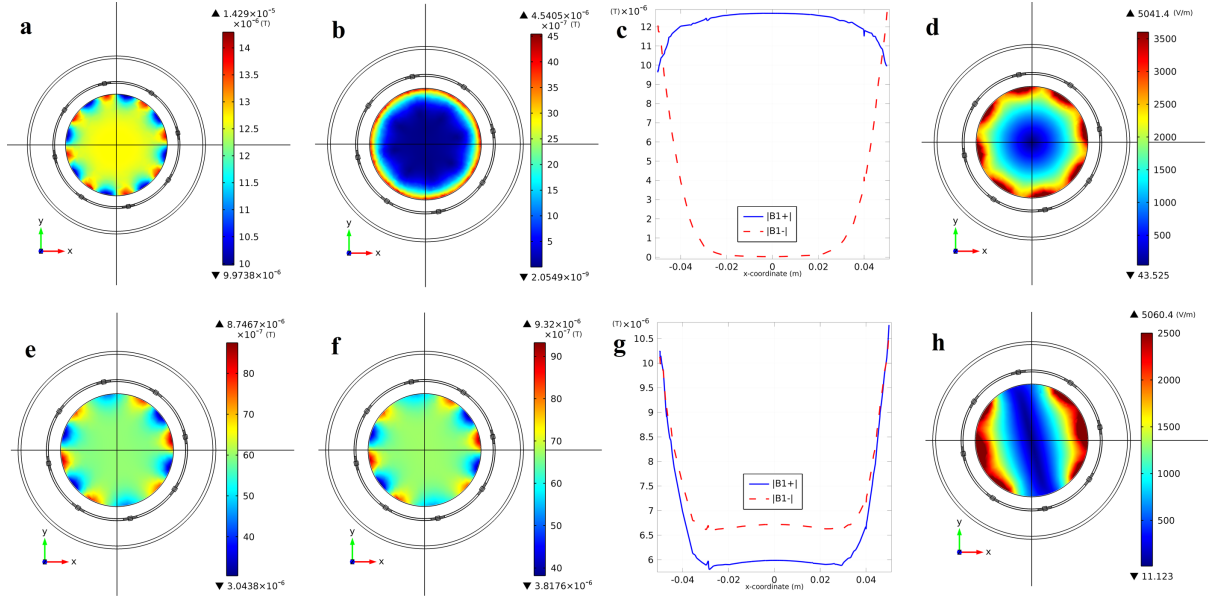 a
▲ 1.429×10⁻⁵
×10⁻⁶ (T)
14
13.5
13
12.5
12
11.5
11
10.5
10
▼ 9.9738×10⁻⁶
y
x
b
▲ 4.5405×10⁻⁶
×10⁻⁷ (T)
45
40
35
30
25
20
15
10
5
▼ 2.0549×10⁻⁹
y
x
c
(T) ×10⁻⁶
12
11
10
9
8
7
6
5
4
3
2
1
0
|B1+|
|B1-|
-0.04
-0.02
0
0.02
0.04
x-coordinate (m)
d
▲ 5041.4 (V/m)
3500
3000
2500
2000
1500
1000
500
▼ 43.525
y
x
e
▲ 8.7467×10⁻⁶
×10⁻⁷ (T)
80
70
60
50
40
▼ 3.0438×10⁻⁶
y
x
f
▲ 9.32×10⁻⁶
×10⁻⁷ (T)
90
80
70
60
50
40
▼ 3.8176×10⁻⁶
y
x
g
(T) ×10⁻⁶
10.5
10
9.5
9
8.5
8
7.5
7
6.5
6
|B1+|
|B1-|
-0.04
-0.02
0
0.02
0.04
x-coordinate (m)
h
▲ 5060.4 (V/m)
2500
2000
1500
1000
500
▼ 11.123
y
x